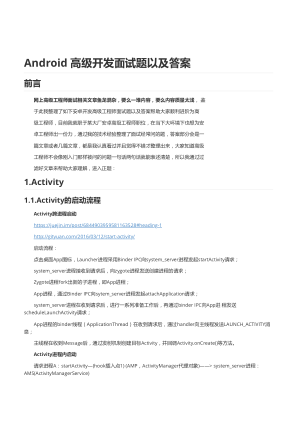 Android 高级开发面试题以及答案
前言
网上高级工程师面试相关文章鱼龙混杂，要么一堆内容，要么内容质量太浅， 鉴
于此我整理了如下安卓开发高级工程师面试题以及答案帮助大家顺利进阶为高
级工程师，目前我就职于某大厂安卓高级工程师职位，在当下大环境下也想为安
卓工程师出一份力，通过我的技术经验整理了面试经常问的题，答案部分会是一
篇文章或者几篇文章，都是我认真看过并且觉得不错才整理出来，大家知道高级
工程师不会像刚入门那样被问的问题一句话两句话就能表述清楚，所以我通过过
滤好文章来帮助大家理解，进入正题：
1.Activity
1.1.Activity的启动流程
Activity跨进程启动
启动流程：
点击桌面App图标，Launcher进程采用Binder IPC向system_server进程发起startActivity请求；
system_server进程接收到请求后，向zygote进程发送创建进程的请求；
Zygote进程fork出新的子进程，即App进程；
App进程，通过Binder IPC向sytem_server进程发起attachApplication请求；
system_server进程在收到请求后，进行一系列准备工作后，再通过binder IPC向App进程发送
scheduleLaunchActivity请求；
App进程的binder线程（ApplicationThread）在收到请求后，通过handler向主线程发送LAUNCH_ACTIVITY消
息；
主线程在收到Message后，通过发射机制创建目标Activity，并回调Activity.onCreate()等方法。
Activity进程内启动
请求进程A：startActivity—(hook插入点1) (AMP，ActivityManager代理对象)——> system_server进程：
AMS(ActivityManagerService)